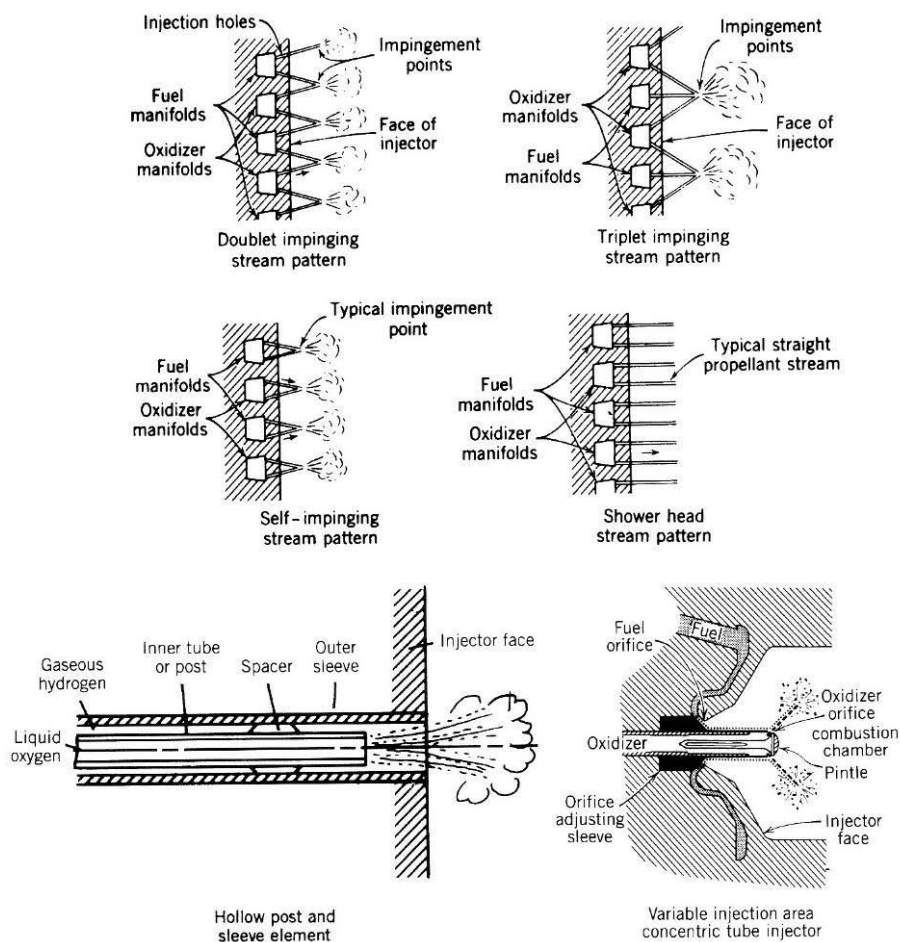 Injection holes
Impingement
points
Fuel
manifolds
Oxidizer
manifolds
Face of
injector
Doublet impinging
stream pattern
Impingement
points
Oxidizer
manifolds
Fuel
manifolds
Face of
injector
Triplet impinging
stream pattern
Typical impingement
point
Fuel
manifolds
Oxidizer
manifolds
Self-impinging
stream pattern
Typical straight
propellant stream
Fuel
manifolds
Oxidizer
manifolds
Shower head
stream pattern
Gaseous
hydrogen
Inner tube
or post
Spacer
Outer
sleeve
Injector face
Liquid
oxygen
Hollow post and
sleeve element
Fuel
orifice
Fuel
Oxidizer
Oxidizer
orifice
combustion
chamber
Pintle
Orifice
adjusting
sleeve
Injector
face
Variable injection area
concentric tube injector